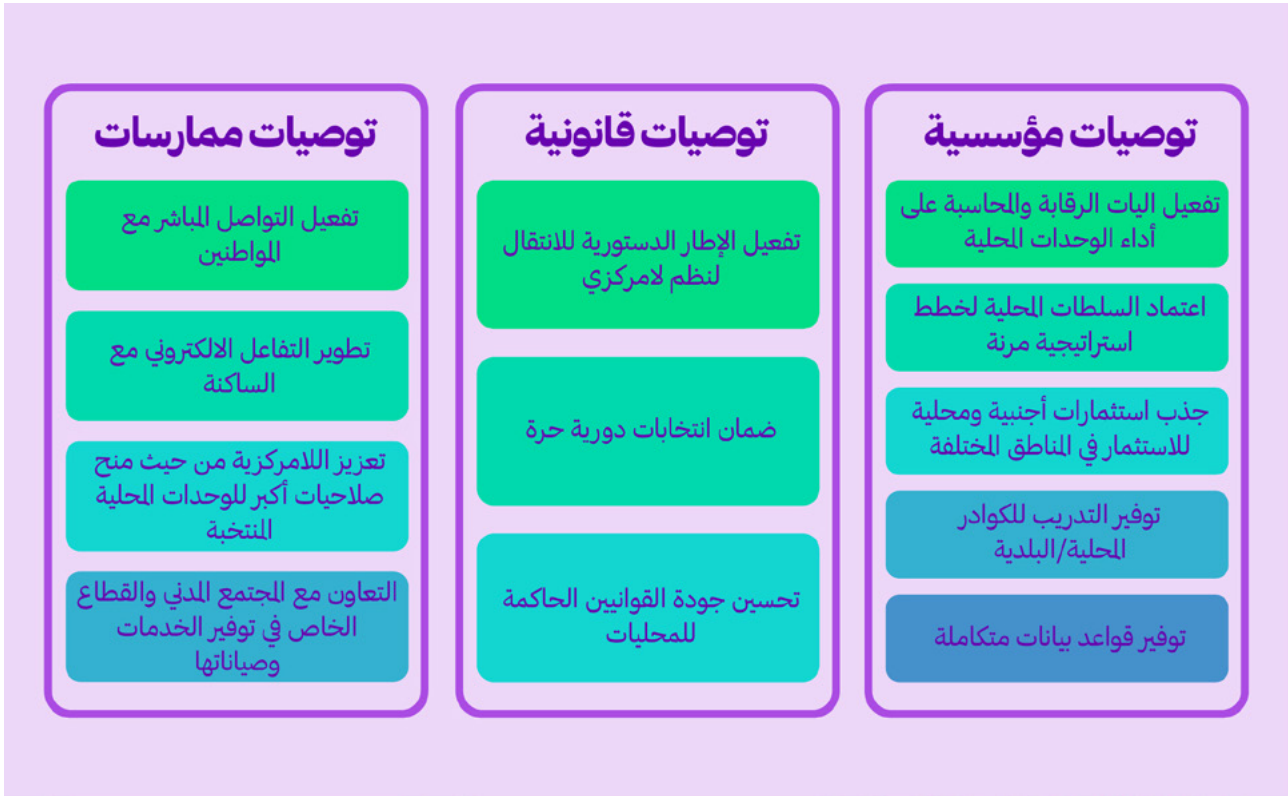 توصيات مؤسسية
تفعيل اليات الرقابة والمحاسبة على
أداء الوحدات المحلية
اعتماد السلطات المحلية لخطط
استراتيجية مرنة
جذب استثمارات أجنبية ومحلية
للاستثمار في المناطق المختلفة
توفير التدريب للكوادر
المحلية/البلدية
توفير قواعد بيانات متكاملة
توصيات قانونية
تفعيل الإطار الدستورية للانتقال
لنظم لامركزي
ضمان انتخابات دورية حرة
تحسين جودة القوانيين الحاكمة
للمحليات
توصيات ممارسات
تفعيل التواصل المباشر مع
المواطنين
تطوير التفاعل الالكتروني مع
الساكنة
تعزيز اللامركزية من حيث منح
صلاحيات أكبر للوحدات المحلية
المنتخبة
التعاون مع المجتمع المدني والقطاع
الخاص في توفير الخدمات
وصياناتها